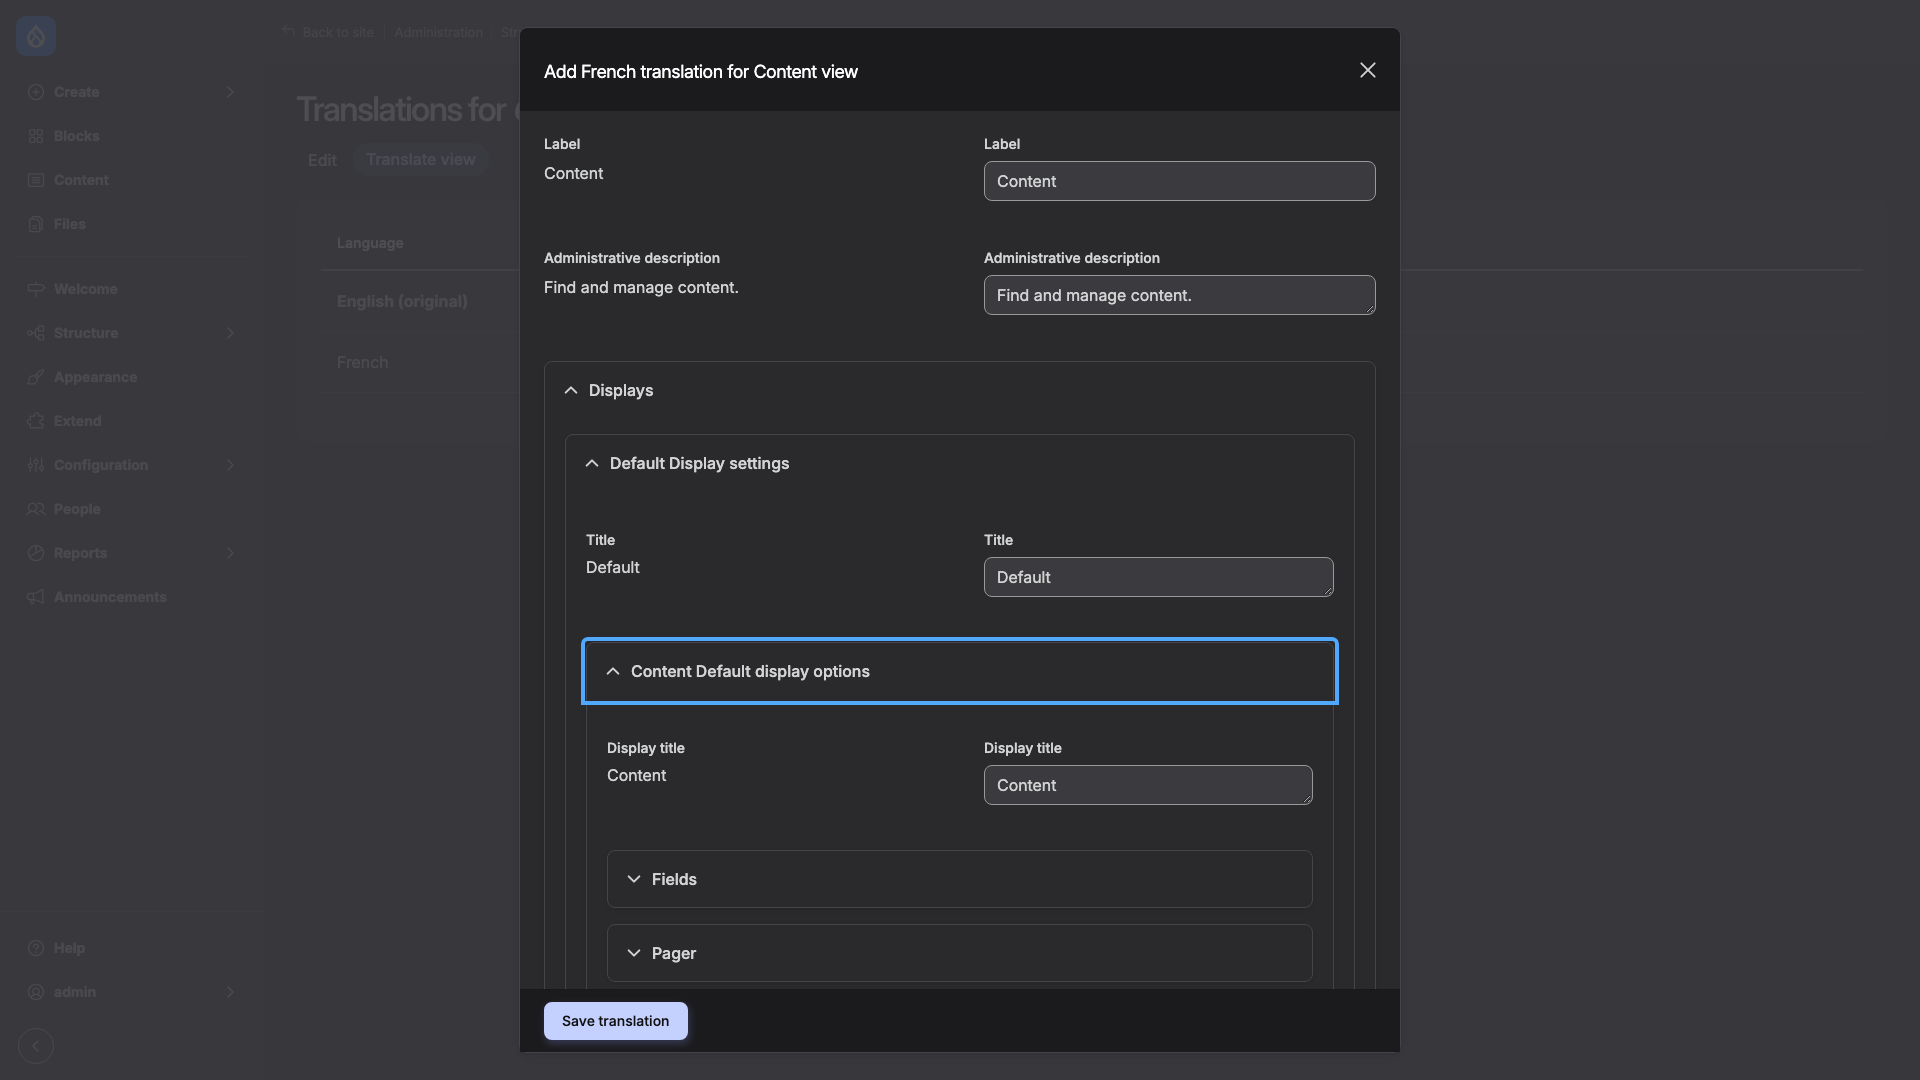 Back to site
Administration
Create
Blocks
Content
Files
Welcome
Structure
Appearance
Extend
Configuration
People
Reports
Announcements
Help
admin
Translations for
Edit
Translate view
Language
English (original)
French
Add French translation for Content view
Label
Content
Label
Content
Administrative description
Find and manage content.
Administrative description
Find and manage content.
Displays
Default Display settings
Title
Default
Title
Default
Content Default display options
Display title
Content
Display title
Content
Fields
Pager
Save translation